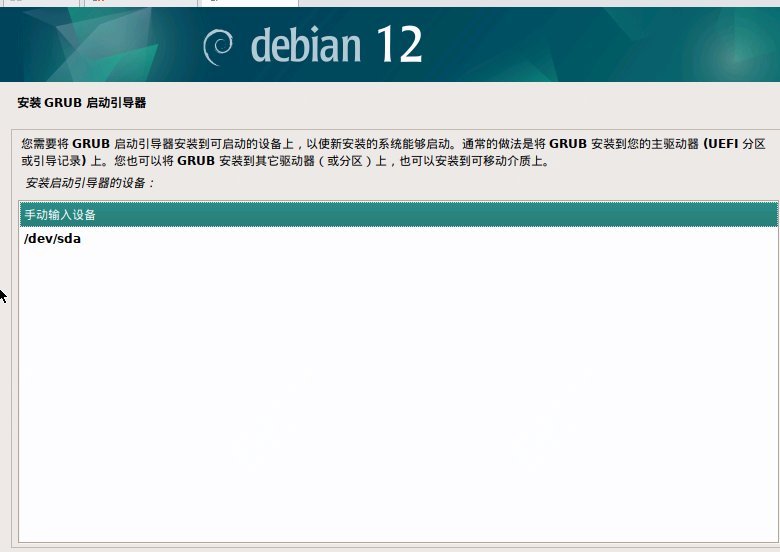 debian 12
安装 GRUB 启动引导器
您需要将 GRUB 启动引导器安装到可启动的设备上，以使新安装的系统能够启动。通常的做法是将 GRUB 安装到您的主驱动器 (UEFI 分区
或引导记录) 上。您也可以将 GRUB 安装到其它驱动器（或分区）上，也可以安装到可移动介质上。
安装启动引导器的设备：
手动输入设备
/dev/sda